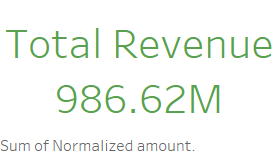 Total Revenue
986.62M
Sum of Normalized amount.